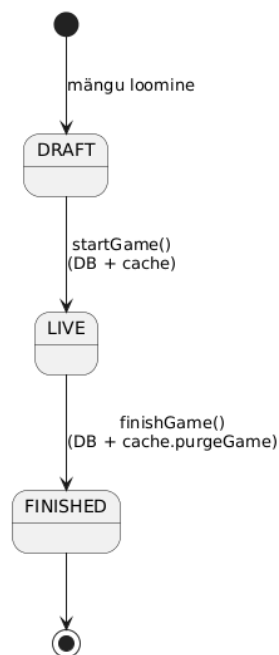 mängu loomine
DRAFT
startGame()
(DB + cache)
LIVE
finishGame()
(DB + cache.purgeGame)
FINISHED